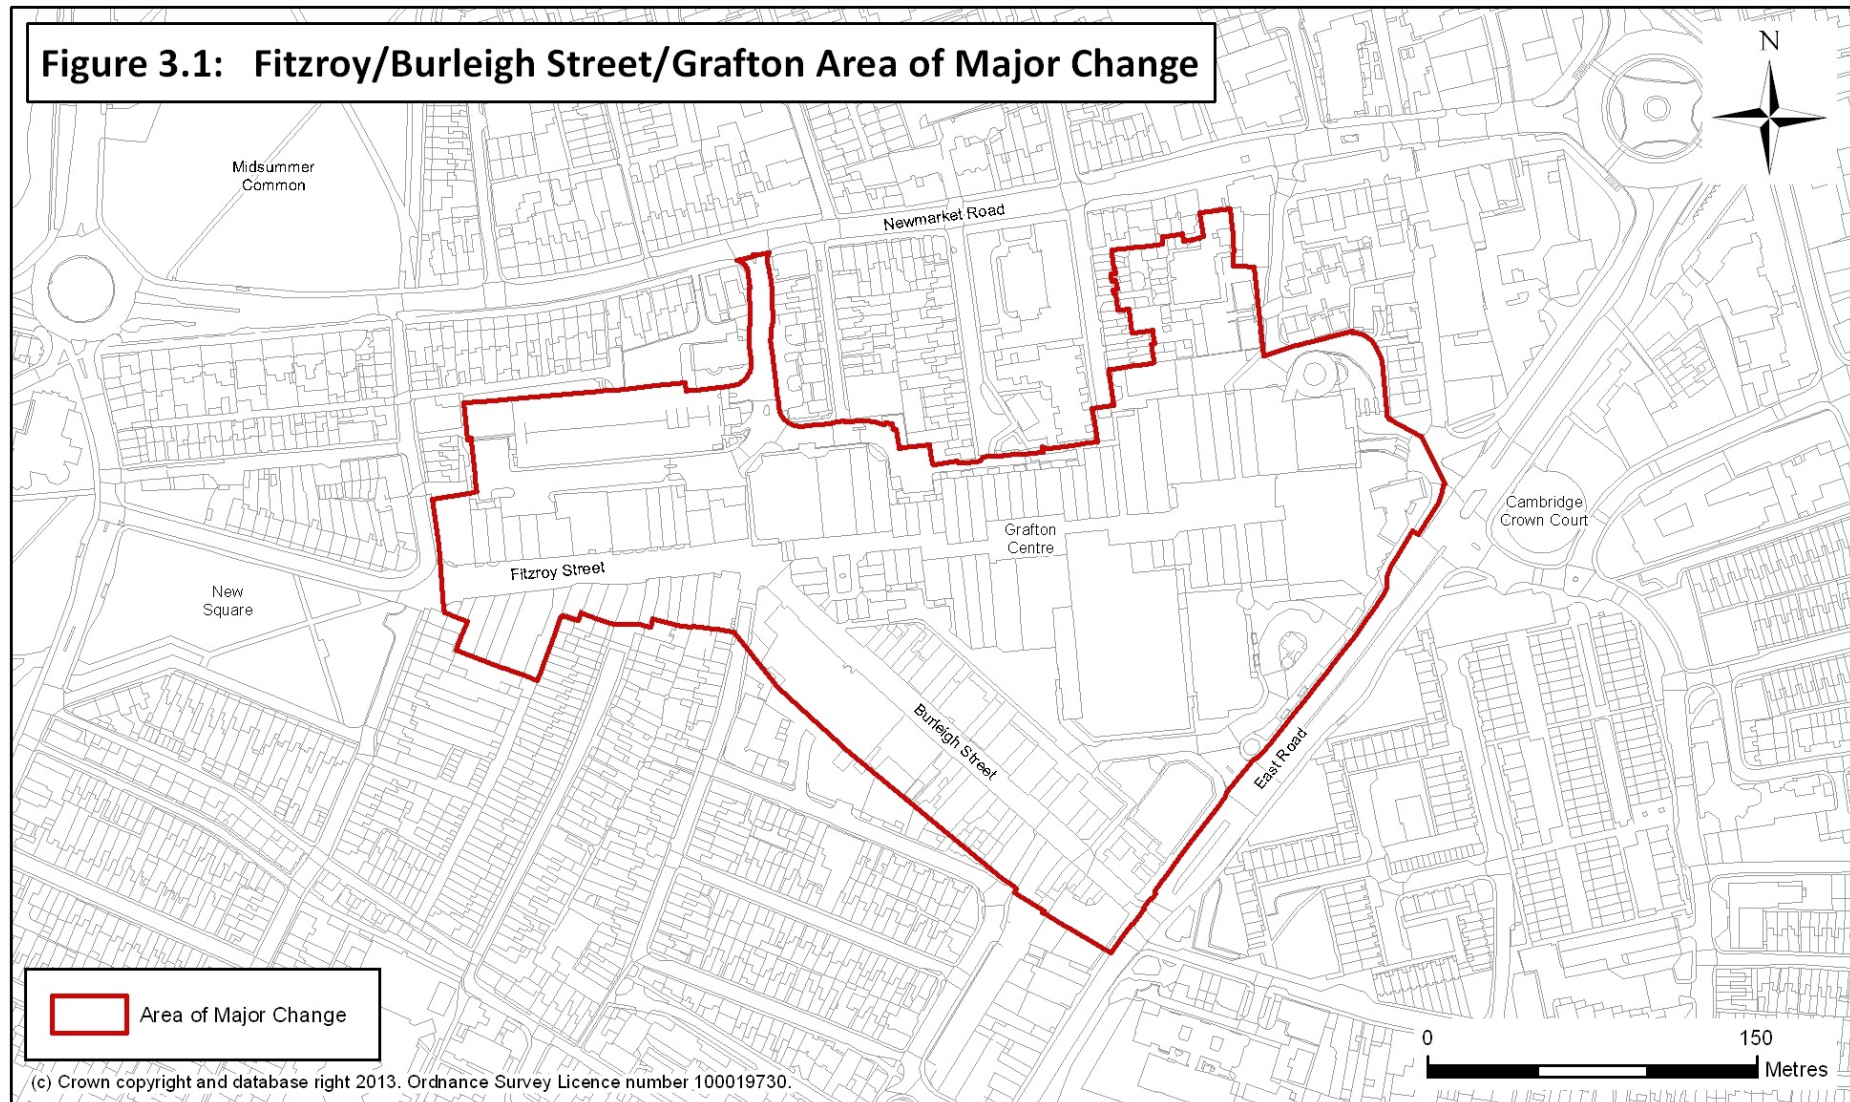 Figure 3.1: Fitzroy/Burleigh Street/Grafton Area of Major Change
N
Midsummer
Common
Newmarket Road
Cambridge
Crown Court
Grafton
Centre
Fitzroy Street
New
Square
Burleigh Street
East Road
Area of Major Change
0 150
Metres
(c) Crown copyright and database right 2013. Ordnance Survey Licence number 100019730.